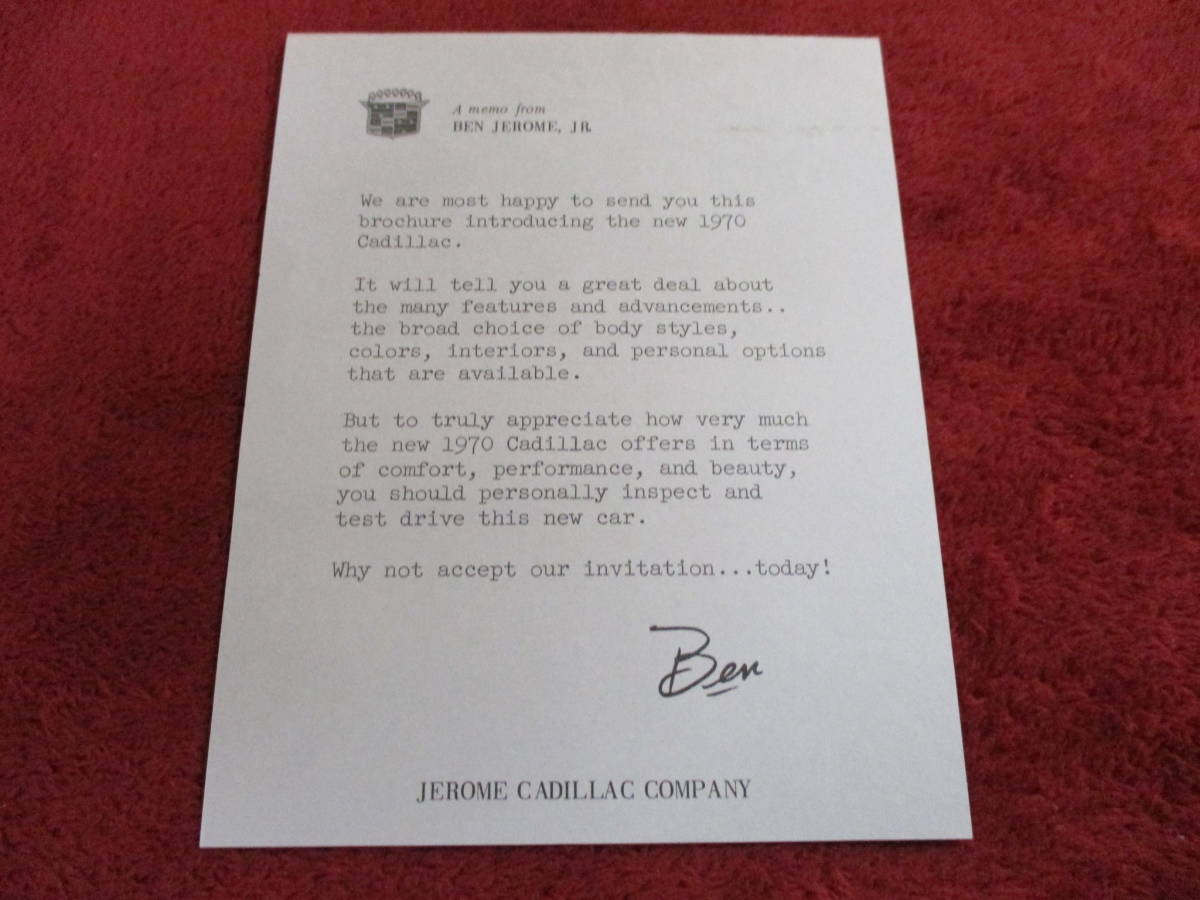 A memo from
BEN JEROME, JR.
We are most happy to send you this
brochure introducing the new 1970
Cadillac.
It will tell you a great deal about
the many features and advancements..
the broad choice of body styles,
colors, interiors, and personal options
that are available.
But to truly appreciate how very much
the new 1970 Cadillac offers in terms
of comfort, performance, and beauty,
you should personally inspect and
test drive this new car.
Why not accept our invitation...today!
Ben
JEROME CADILLAC COMPANY